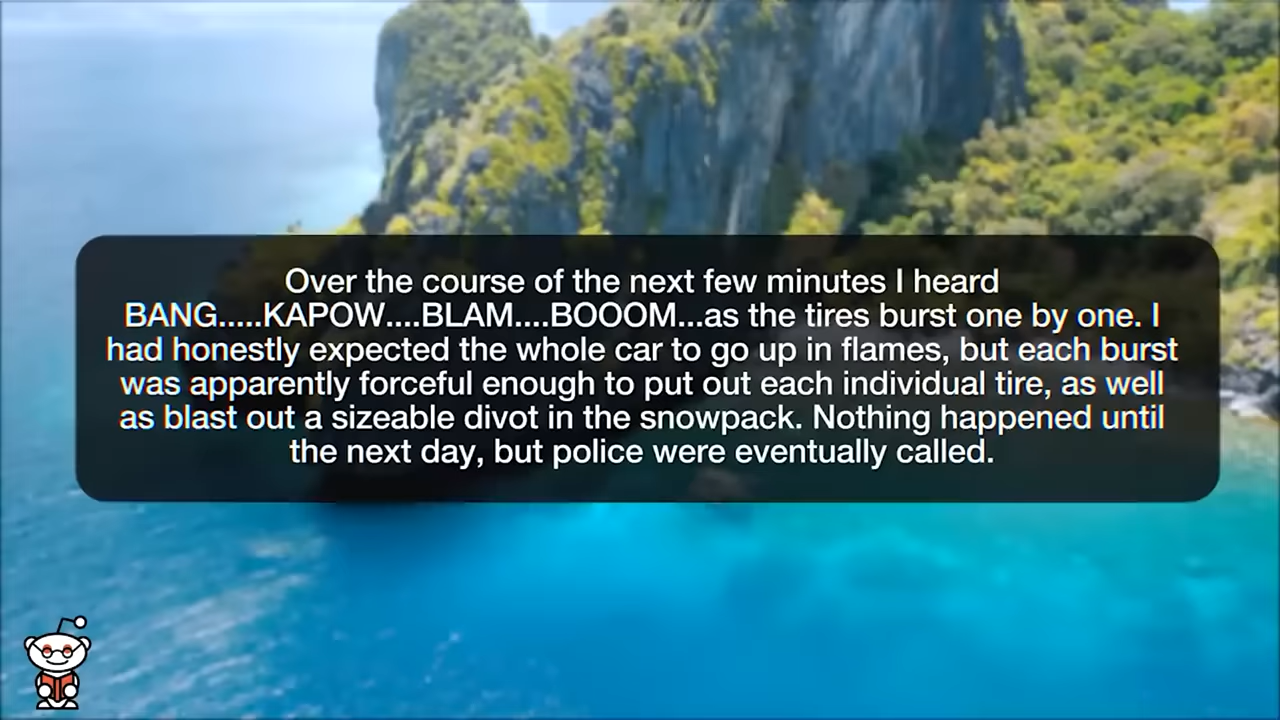 Over the course of the next few minutes I heard
BANG.....KAPOW....BLAM....BOOOM...as the tires burst one by one. I
had honestly expected the whole car to go up in flames, but each burst
was apparently forceful enough to put out each individual tire, as well
as blast out a sizeable divot in the snowpack. Nothing happened until
the next day, but police were eventually called.